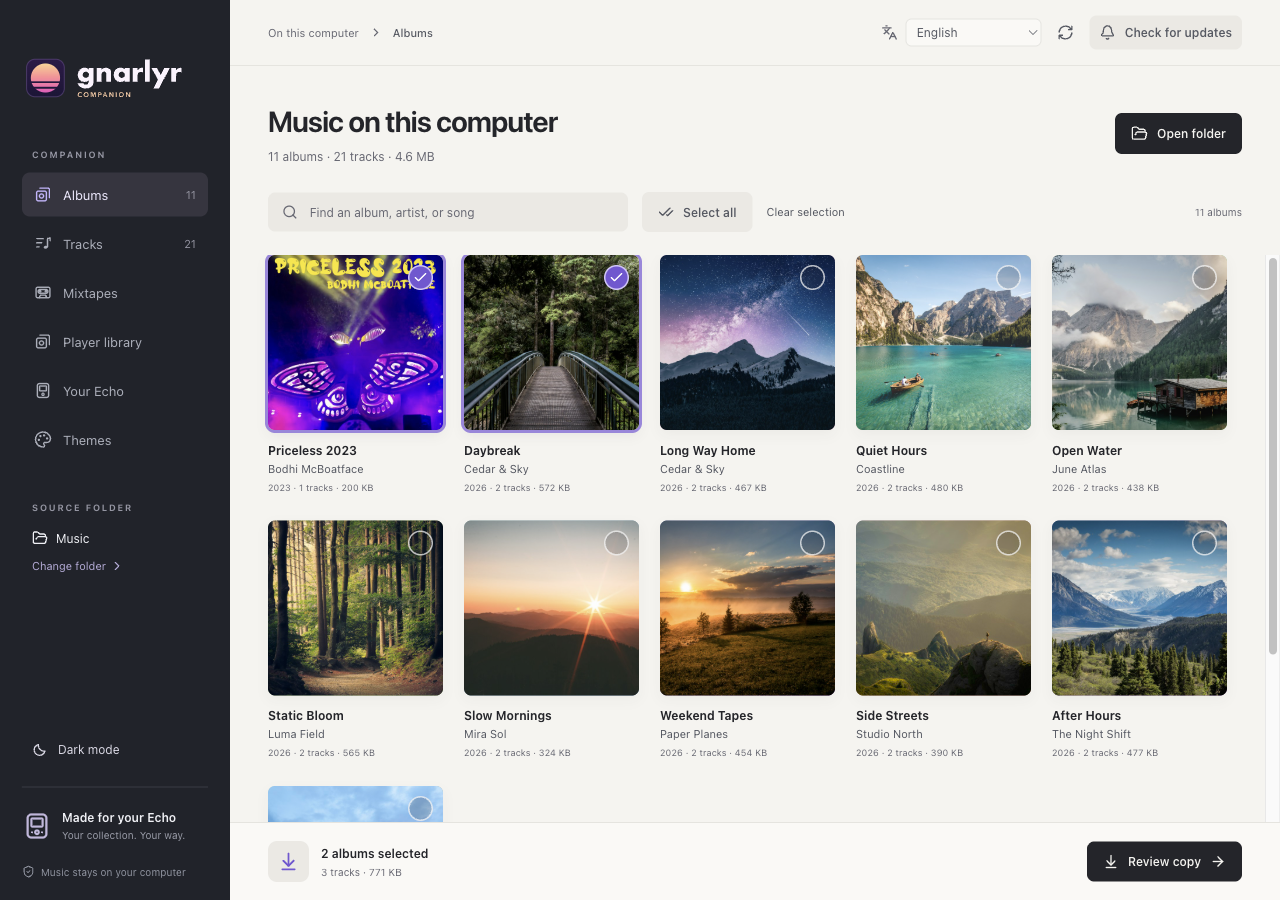 gnarlyr
COMPANION
COMPANION
Albums 11
Tracks 21
Mixtapes
Player library
Your Echo
Themes
SOURCE FOLDER
Music
Change folder
Dark mode
Made for your Echo
Your collection. Your way.
Music stays on your computer
On this computer > Albums
English
Check for updates
Music on this computer
11 albums · 21 tracks · 4.6 MB
Open folder
Find an album, artist, or song
Select all
Clear selection
11 albums
PRICELESS 2023
BODHI MCBOATFACE
Priceless 2023
Bodhi McBoatface
2023 · 1 tracks · 200 KB
Daybreak
Cedar & Sky
2026 · 2 tracks · 572 KB
Long Way Home
Cedar & Sky
2026 · 2 tracks · 467 KB
Quiet Hours
Coastline
2026 · 2 tracks · 480 KB
Open Water
June Atlas
2026 · 2 tracks · 438 KB
Static Bloom
Luma Field
2026 · 2 tracks · 565 KB
Slow Mornings
Mira Sol
2026 · 2 tracks · 324 KB
Weekend Tapes
Paper Planes
2026 · 2 tracks · 454 KB
Side Streets
Studio North
2026 · 2 tracks · 390 KB
After Hours
The Night Shift
2026 · 2 tracks · 477 KB
2 albums selected
3 tracks · 771 KB
Review copy